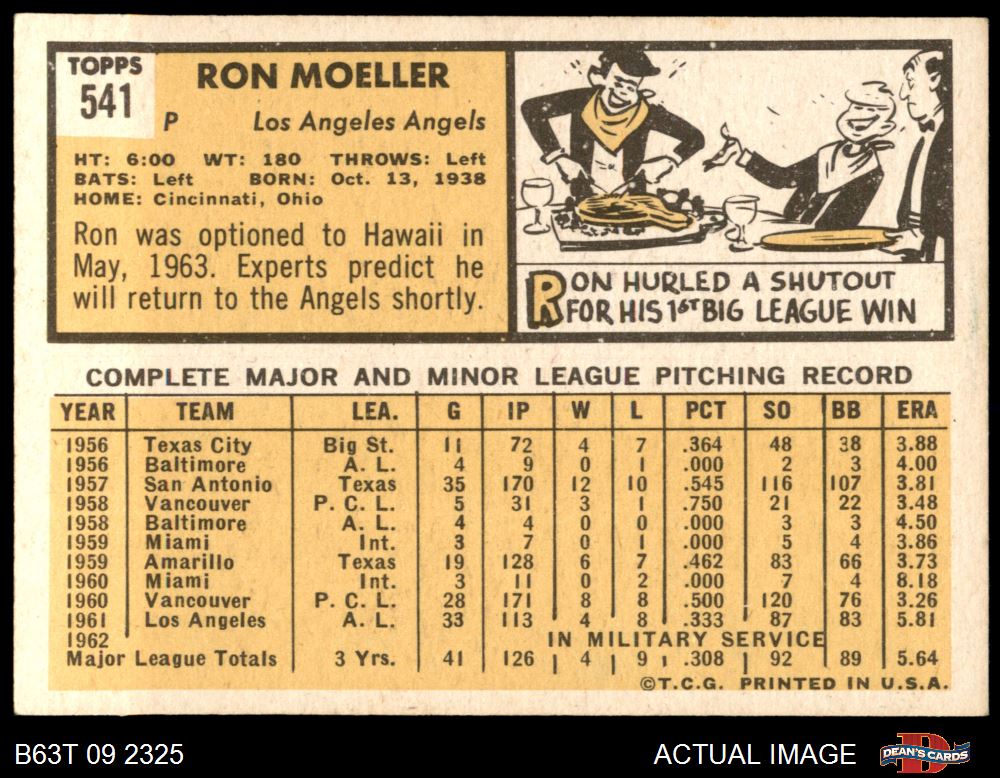 TOPPS
541
RON MOELLER
P Los Angeles Angels
HT: 6:00 WT: 180 THROWS: Left
BATS: Left BORN: Oct. 13, 1938
HOME: Cincinnati, Ohio
Ron was optioned to Hawaii in
May, 1963. Experts predict he
will return to the Angels shortly.
RON HURLED A SHUTOUT
FOR HIS 1ST BIG LEAGUE WIN
COMPLETE MAJOR AND MINOR LEAGUE PITCHING RECORD
YEAR TEAM LEA. G IP W L PCT SO BB ERA
1956 Texas City Big St. 11 72 4 7 .364 48 38 3.88
1956 Baltimore A. L. 4 9 0 1 .000 2 3 4.00
1957 San Antonio Texas 35 170 12 10 .545 116 107 3.81
1958 Vancouver P. C. L. 5 31 3 1 .750 21 22 3.48
1958 Baltimore A. L. 4 4 0 0 .000 3 3 4.50
1959 Miami Int. 3 7 0 1 .000 5 4 3.86
1959 Amarillo Texas 19 128 6 7 .462 83 66 3.73
1960 Miami Int. 3 11 0 2 .000 7 4 8.18
1960 Vancouver P. C. L. 28 171 8 8 .500 120 76 3.26
1961 Los Angeles A. L. 33 113 4 8 .333 87 83 5.81
1962 IN MILITARY SERVICE
Major League Totals 3 Yrs. 41 126 4 9 .308 92 89 5.64
©T.C.G. PRINTED IN U.S.A.
B63T 09 2325 ACTUAL IMAGE DEAN'S CARDS